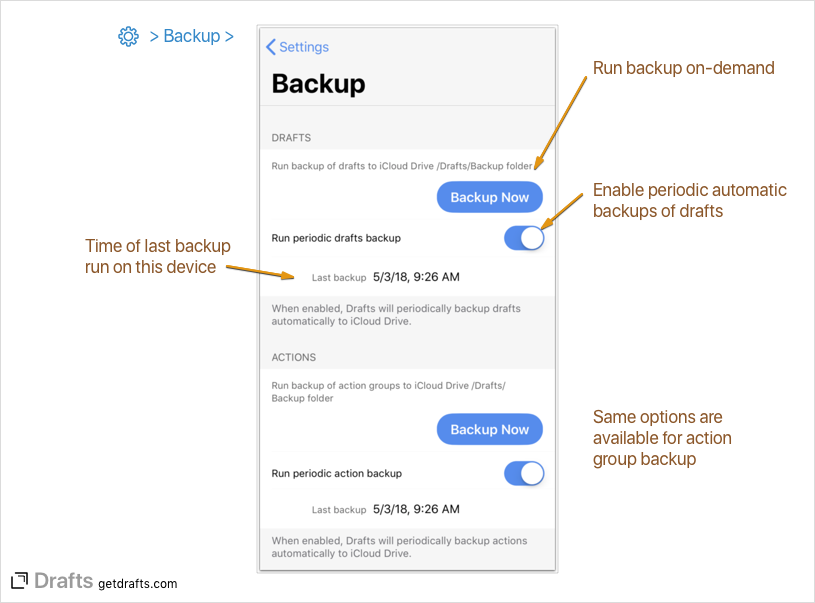 > Backup >
Settings
Backup
Run backup on-demand
DRAFTS
Run backup of drafts to iCloud Drive /Drafts/Backup folder
Backup Now
Enable periodic automatic
backups of drafts
Run periodic drafts backup
Time of last backup
run on this device
Last backup 5/3/18, 9:26 AM
When enabled, Drafts will periodically backup drafts
automatically to iCloud Drive.
ACTIONS
Run backup of action groups to iCloud Drive /Drafts/
Backup folder
Backup Now
Same options are
available for action
group backup
Run periodic action backup
Last backup 5/3/18, 9:26 AM
When enabled, Drafts will periodically backup actions
automatically to iCloud Drive.
Drafts getdrafts.com